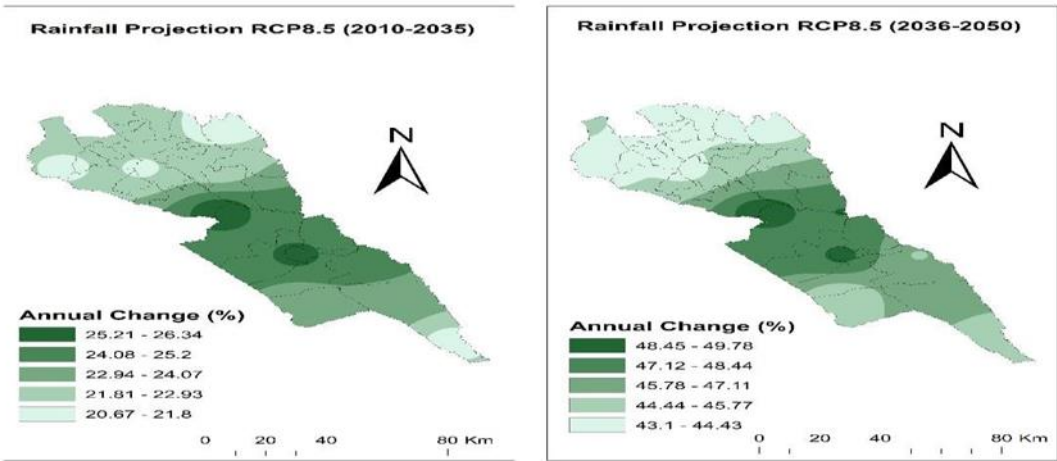 Rainfall Projection RCP8.5 (2010-2035)
N
Annual Change (%)
25.21 - 26.34
24.08 - 25.2
22.94 - 24.07
21.81 - 22.93
20.67 - 21.8
0 20 40 80 Km
Rainfall Projection RCP8.5 (2036-2050)
N
Annual Change (%)
48.45 - 49.78
47.12 - 48.44
45.78 - 47.11
44.44 - 45.77
43.1 - 44.43
0 20 40 80 Km